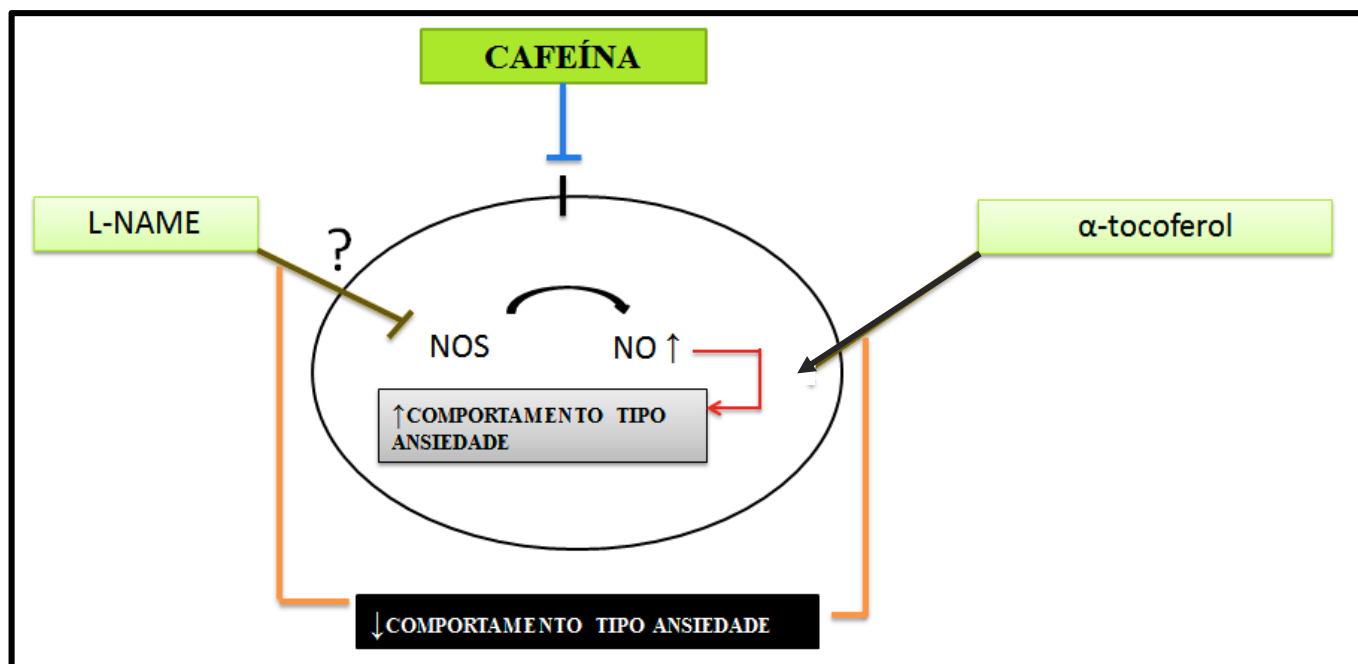 CAFEÍNA
L-NAME
?
α-tocoferol
NOS
NO ↑
↑COMPORTAMENTO TIPO
ANSIEDADE
↓COMPORTAMENTO TIPO ANSIEDADE